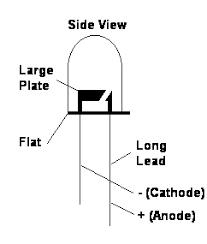 Side View
Large
Plate
Flat
Long
Lead
- (Cathode)
+ (Anode)